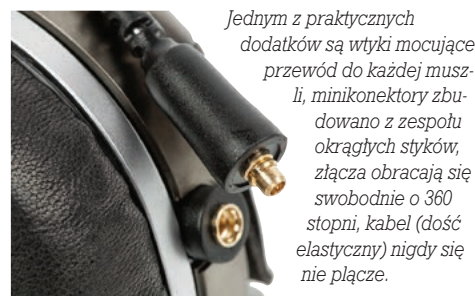 Jednym z praktycznych
dodatków są wtyki mocujące
przewód do każdej musz-
li, minikonektory zbu-
dowano z zespołu
okrągłych styków,
złącza obracają się
swobodnie o 360
stopni, kabel (dość
elastyczny) nigdy się
nie plącze.